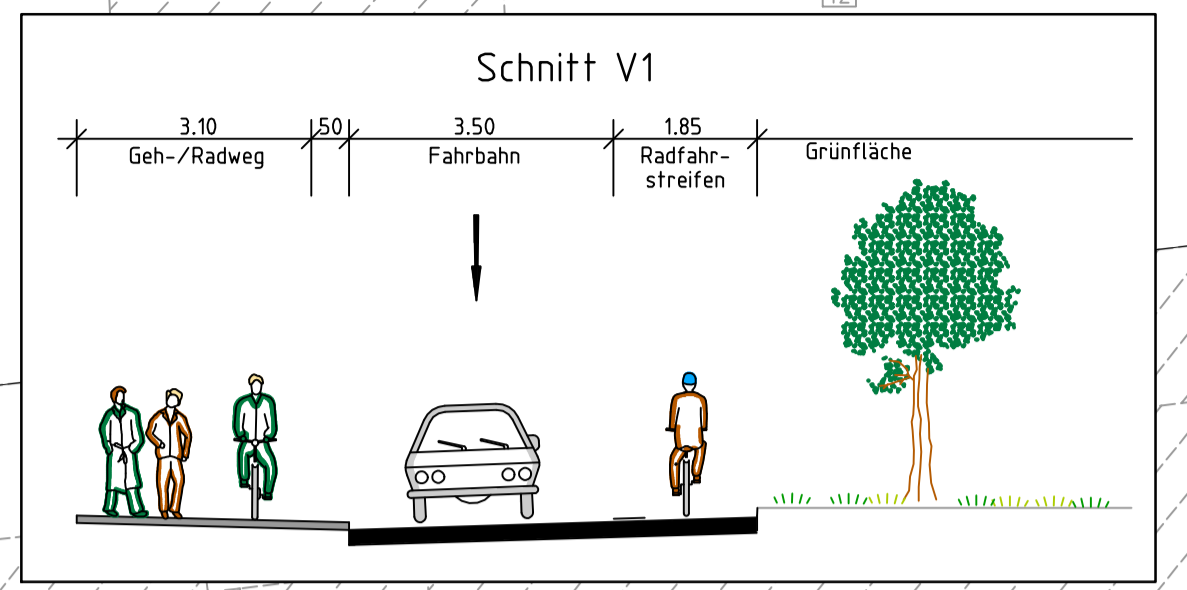 Schnitt V1
3.10
50
3.50
1.85
Geh-/Radweg
Fahrbahn
Radfahr-
streifen
Grünfläche